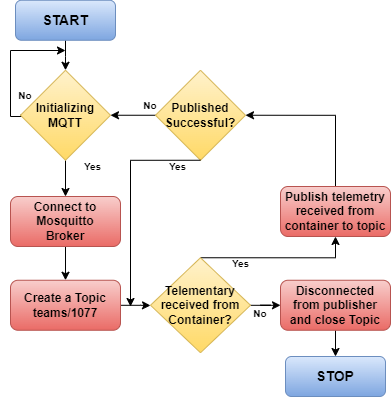 START
No
Initializing
MQTT
No
Published
Successful?
Yes
Yes
Connect to
Mosquitto
Broker
Publish telemetry
received from
container to topic
Yes
Create a Topic
teams/1077
Telementary
received from
Container?
No
Disconnected
from publisher
and close Topic
STOP